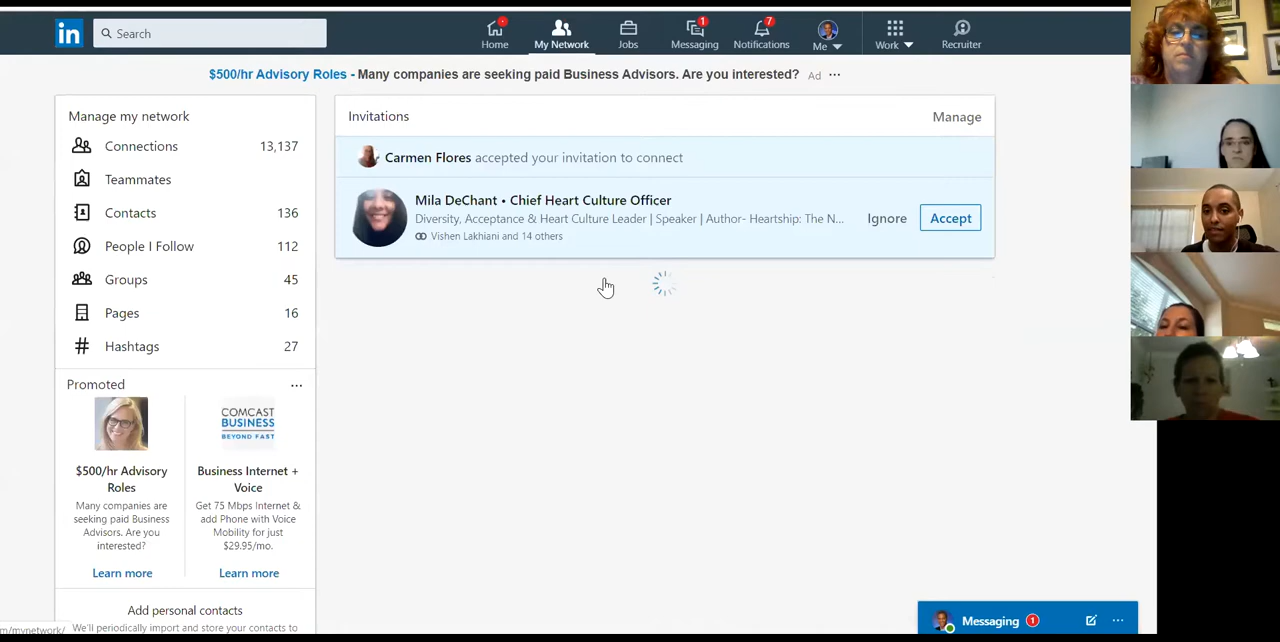 in
Search
Home
My Network
Jobs
1
Messaging
7
Notifications
Me
Work
Recruiter
$500/hr Advisory Roles - Many companies are seeking paid Business Advisors. Are you interested? Ad ...
Manage my network
Connections 13,137
Teammates
Contacts 136
People I Follow 112
Groups 45
Pages 16
# Hashtags 27
Promoted ...
$500/hr Advisory
Roles
Many companies are
seeking paid Business
Advisors. Are you
interested?
Learn more
COMCAST
BUSINESS
BEYOND FAST
Business Internet +
Voice
Get 75 Mbps Internet &
add Phone with Voice
Mobility for just
$29.95/mo.
Learn more
Add personal contacts
We'll periodically import and store your contacts to
Invitations Manage
Carmen Flores accepted your invitation to connect
Mila DeChant • Chief Heart Culture Officer
Diversity, Acceptance & Heart Culture Leader | Speaker | Author- Heartship: The N...
Vishen Lakhiani and 14 others
Ignore Accept
Messaging 1 ...
m/mynetwork/